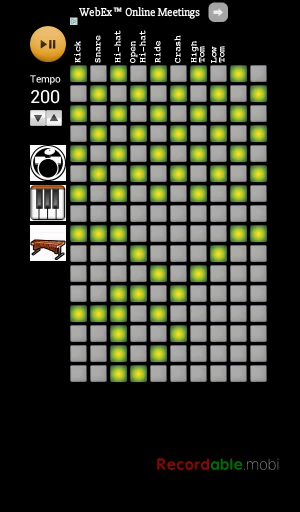 WebEx™ Online Meetings
Kick
Snare
Hi-hat
Open
Hi-hat
Ride
Crash
High
Tom
Low
Tom
Tempo
200
Recordable.mobi